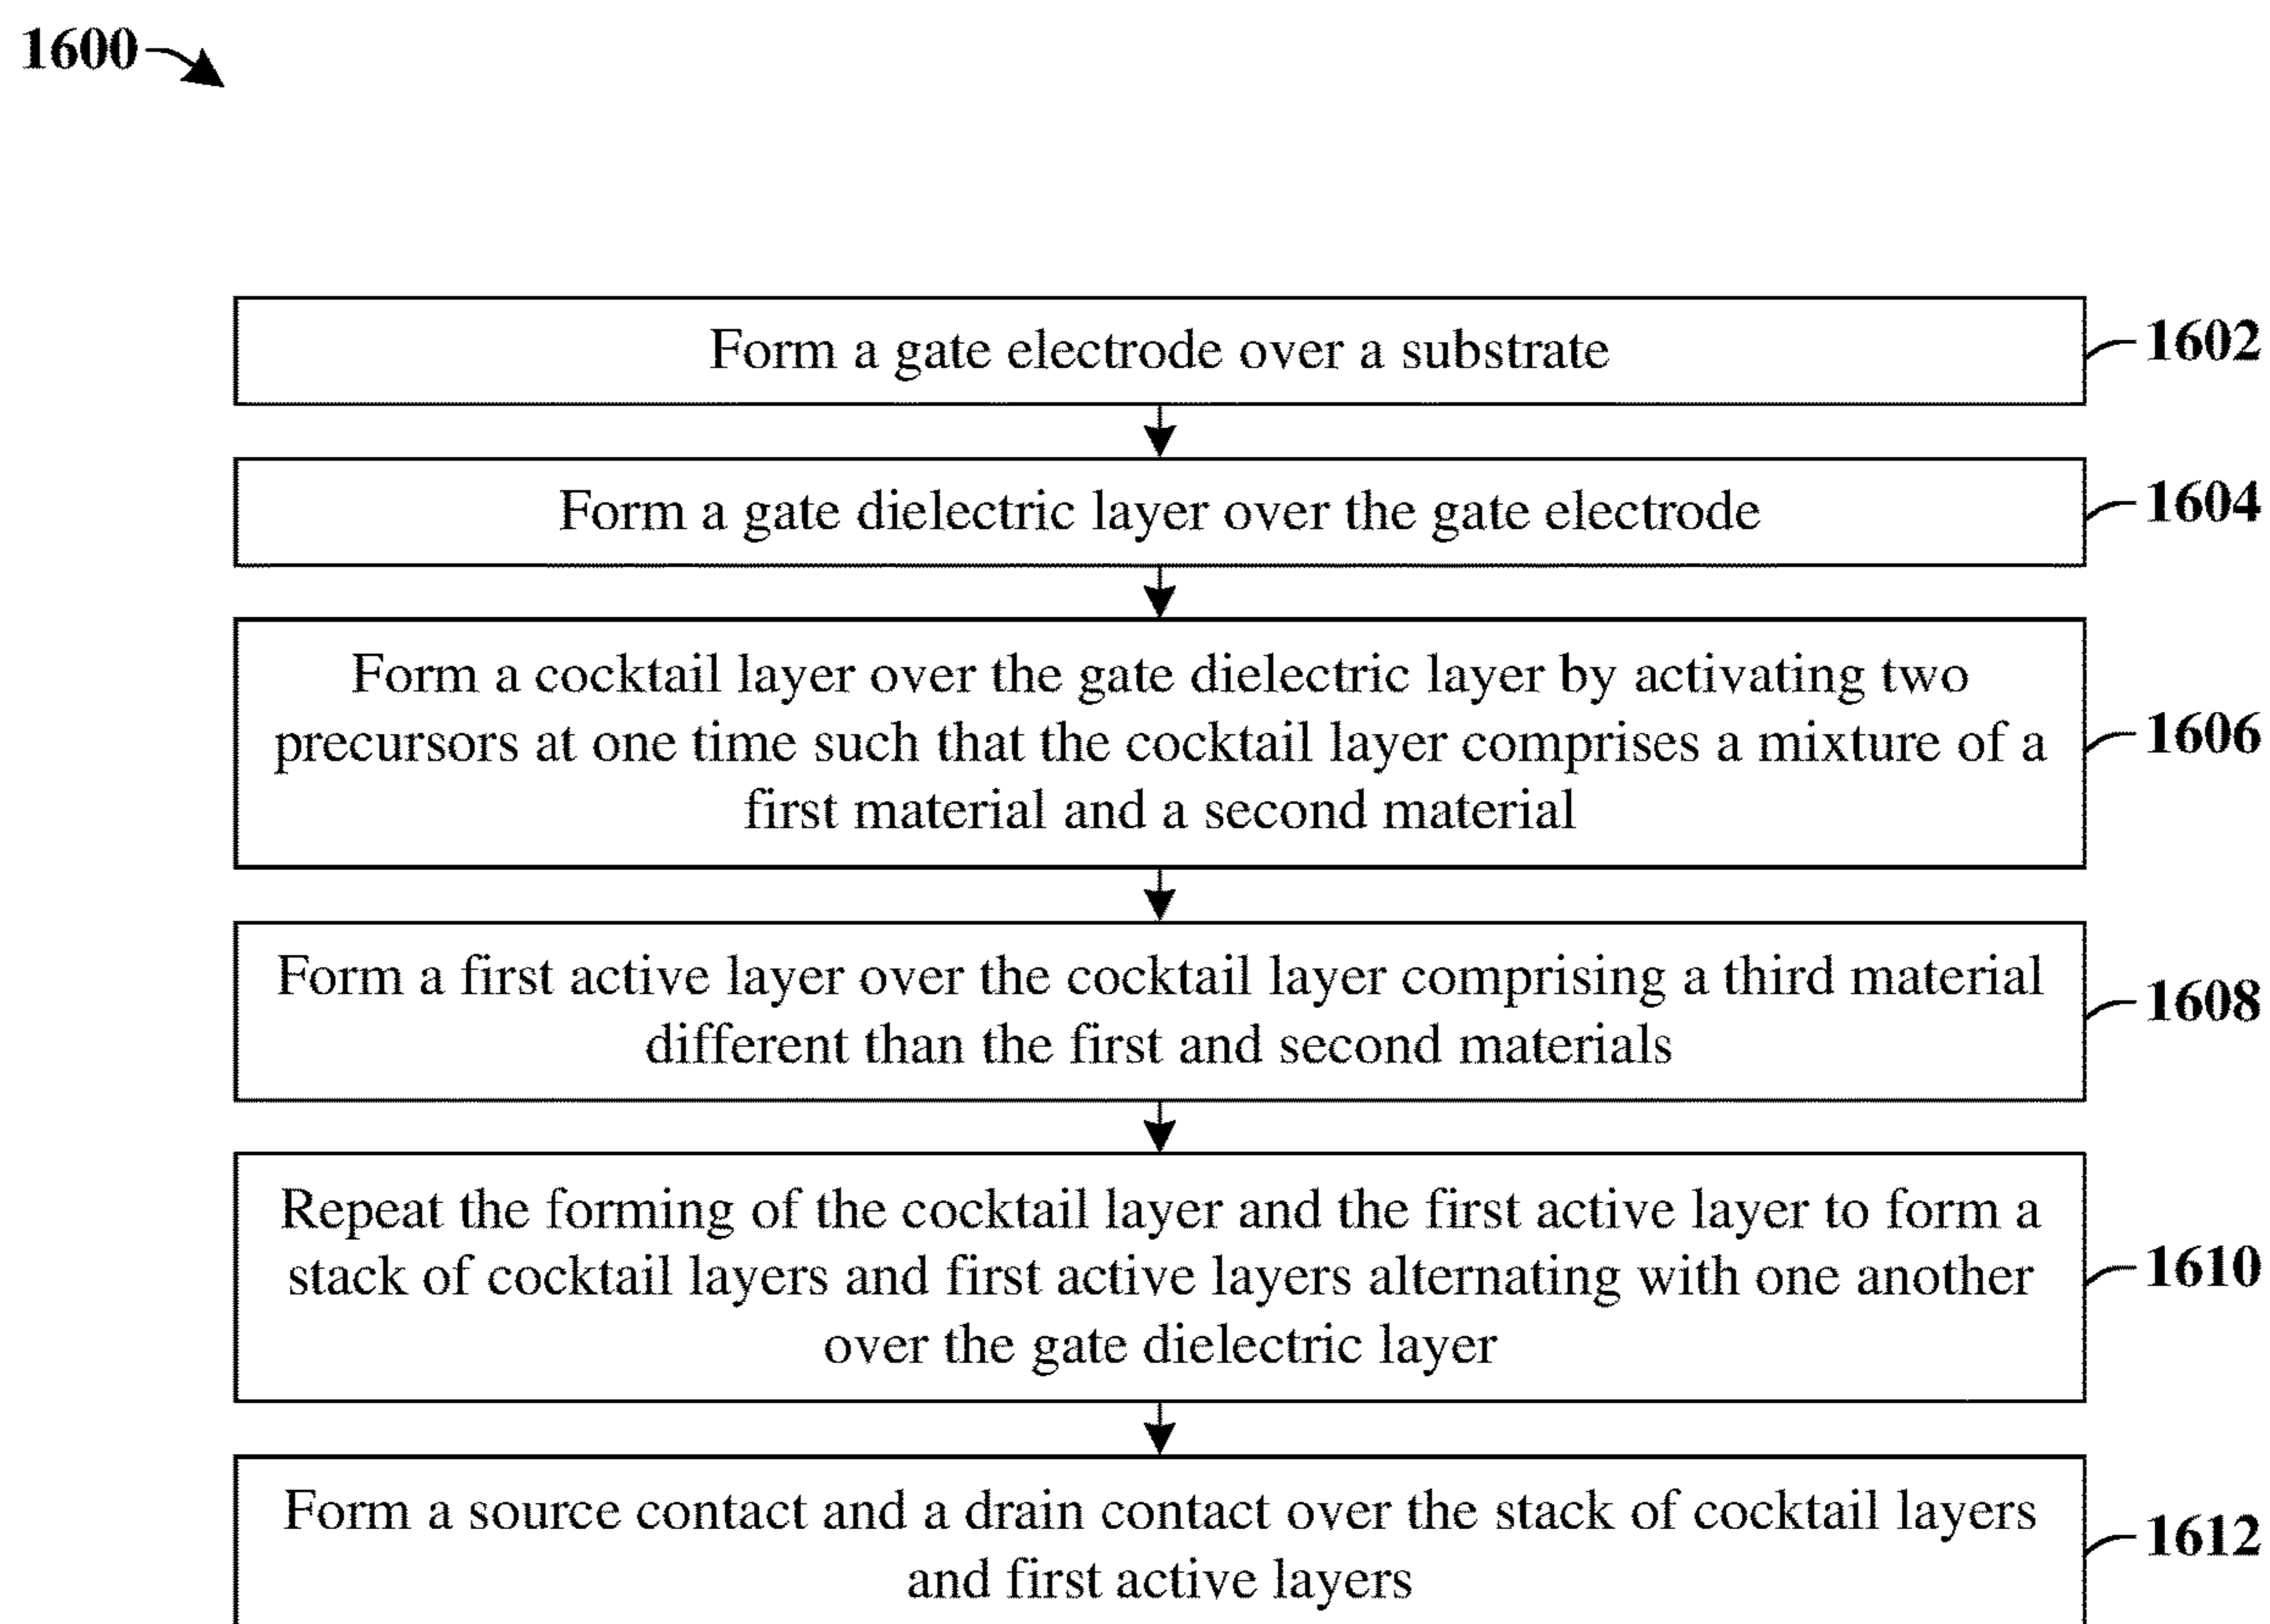 1600
Form a gate electrode over a substrate
1602
Form a gate dielectric layer over the gate electrode
1604
Form a cocktail layer over the gate dielectric layer by activating two
precursors at one time such that the cocktail layer comprises a mixture of a
first material and a second material
1606
Form a first active layer over the cocktail layer comprising a third material
different than the first and second materials
1608
Repeat the forming of the cocktail layer and the first active layer to form a
stack of cocktail layers and first active layers alternating with one another
over the gate dielectric layer
1610
Form a source contact and a drain contact over the stack of cocktail layers
and first active layers
1612